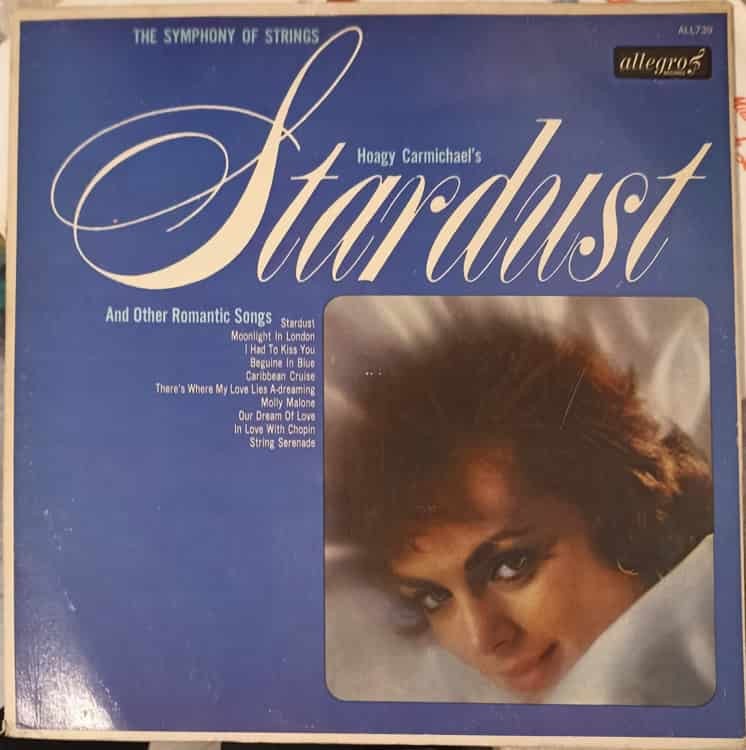 THE SYMPHONY OF STRINGS
ALL739
allegro
RECORDS
Hoagy Carmichael's
Stardust
And Other Romantic Songs
Stardust
Moonlight In London
I Had To Kiss You
Beguine In Blue
Caribbean Cruise
There's Where My Love Lies A-dreaming
Molly Malone
Our Dream Of Love
In Love With Chopin
String Serenade